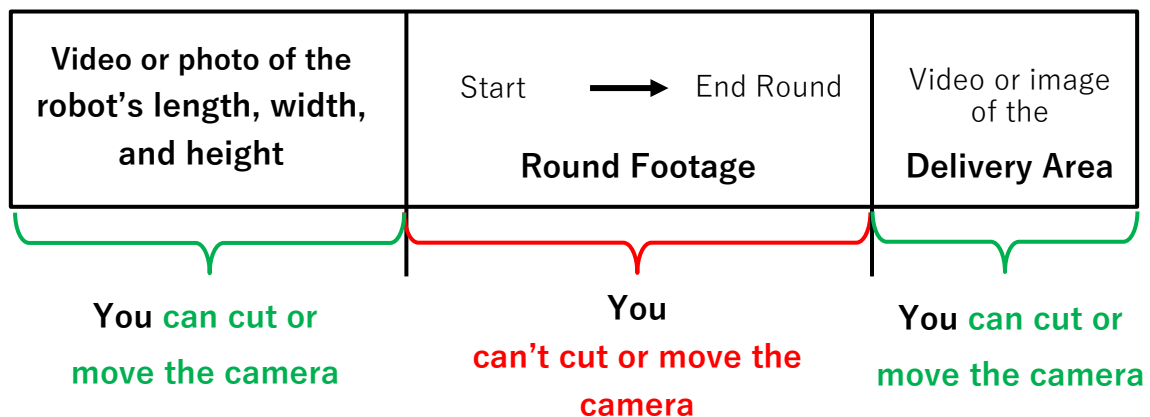 Video or photo of the
robot’s length, width,
and height
Start
End Round
Round Footage
Video or image
of the
Delivery Area
You can cut or
move the camera
You
can’t cut or move the
camera
You can cut or
move the camera